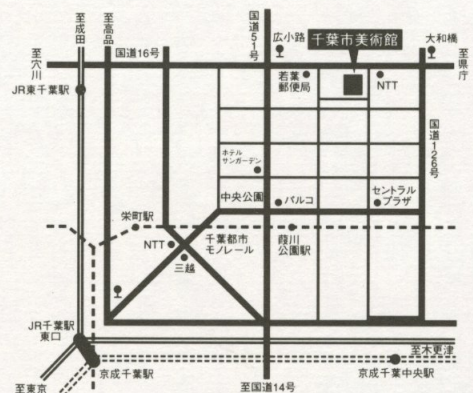 至成田
至高品
国道51号
広小路
千葉市美術館
大和橋
至穴川
国道16号
至県庁
JR東千葉駅
若葉
郵便局
NTT
国道126号
ホテル
サンガーデン
中央公園
パルコ
セントラル
プラザ
栄町駅
NTT
千葉都市
モノレール
葭川
公園駅
三越
JR千葉駅
東口
至木更津
京成千葉駅
京成千葉中央駅
至東京
至国道14号